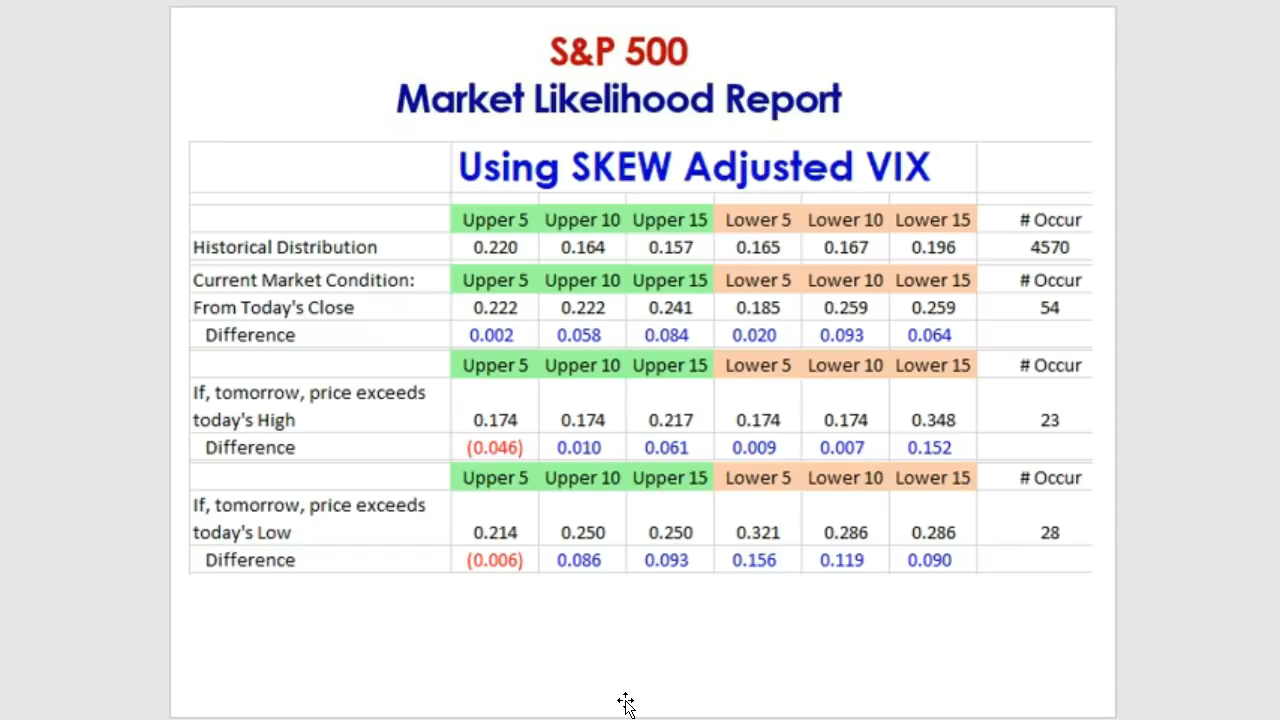 S&P 500
Market Likelihood Report
Using SKEW Adjusted VIX
Upper 5 Upper 10 Upper 15 Lower 5 Lower 10 Lower 15 # Occur
Historical Distribution 0.220 0.164 0.157 0.165 0.167 0.196 4570
Current Market Condition: Upper 5 Upper 10 Upper 15 Lower 5 Lower 10 Lower 15 # Occur
From Today's Close 0.222 0.222 0.241 0.185 0.259 0.259 54
Difference 0.002 0.058 0.084 0.020 0.093 0.064
Upper 5 Upper 10 Upper 15 Lower 5 Lower 10 Lower 15 # Occur
If, tomorrow, price exceeds
today's High 0.174 0.174 0.217 0.174 0.174 0.348 23
Difference (0.046) 0.010 0.061 0.009 0.007 0.152
Upper 5 Upper 10 Upper 15 Lower 5 Lower 10 Lower 15 # Occur
If, tomorrow, price exceeds
today's Low 0.214 0.250 0.250 0.321 0.286 0.286 28
Difference (0.006) 0.086 0.093 0.156 0.119 0.090